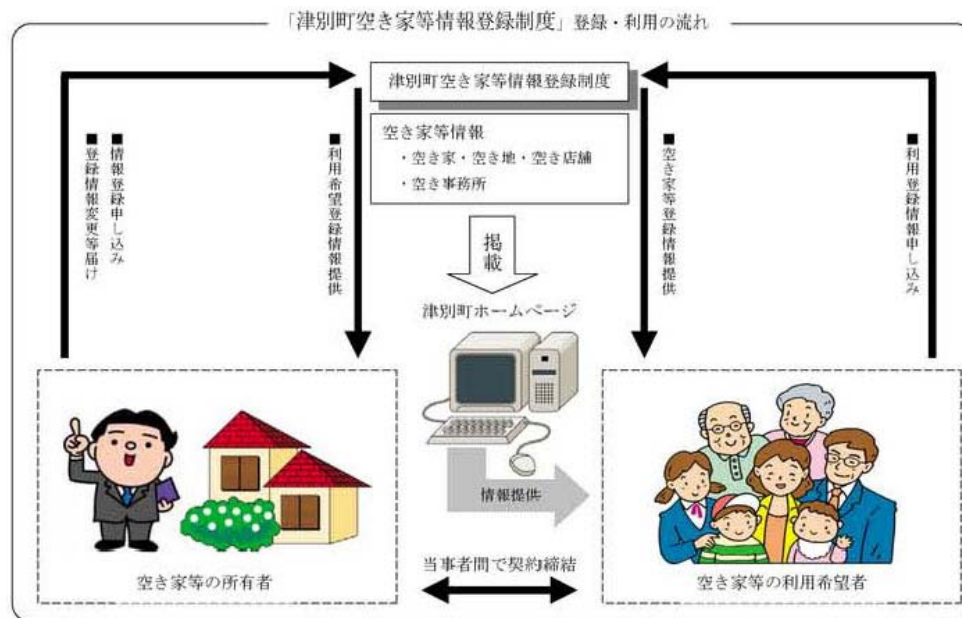 「津別町空き家等情報登録制度」登録・利用の流れ
津別町空き家等情報登録制度
空き家等情報
・空き家・空き地・空き店舗
・空き事務所
■情報登録申し込み
■登録情報変更等届け
■利用希望登録情報提供
■空き家等登録情報提供
■利用登録情報申し込み
掲載
津別町ホームページ
情報提供
空き家等の所有者
当事者間で契約締結
空き家等の利用希望者